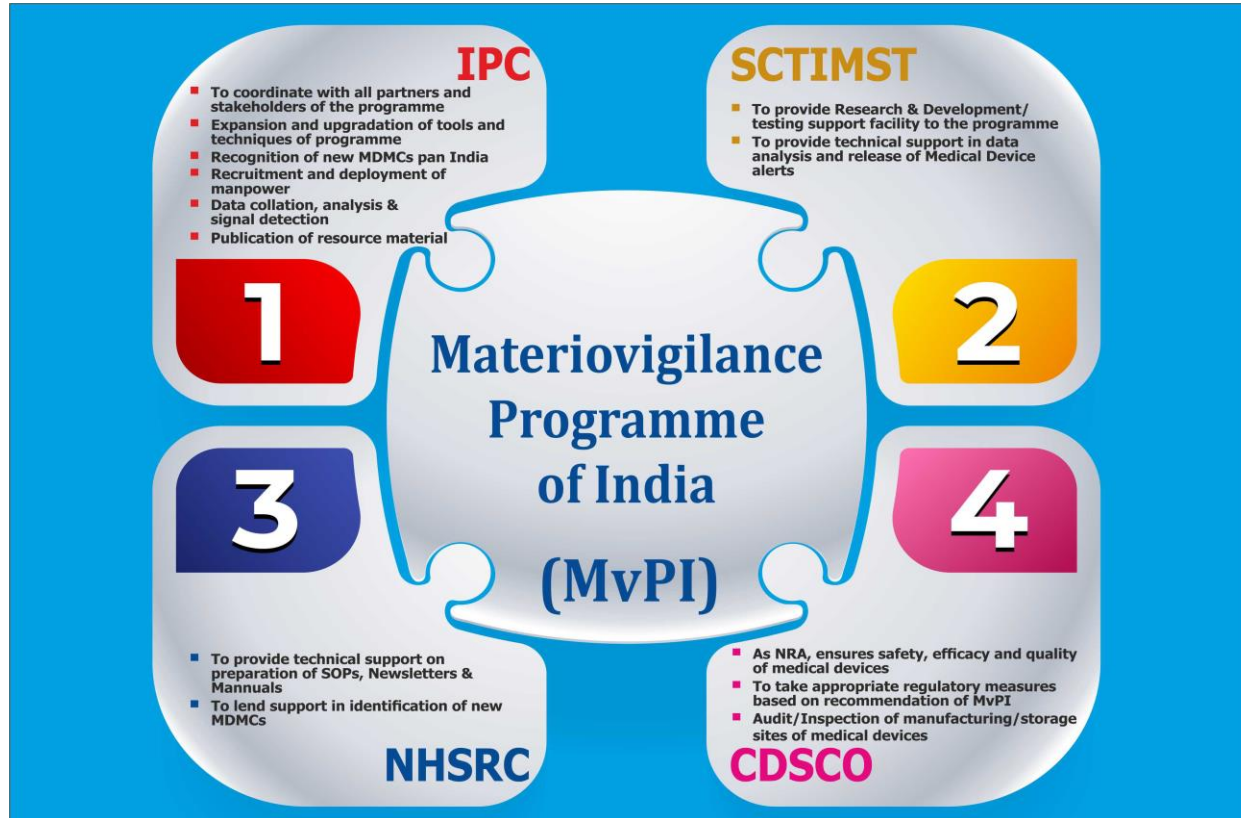 IPC
To coordinate with all partners and
stakeholders of the programme
Expansion and upgradation of tools and
techniques of programme
Recognition of new MDMCs pan India
Recruitment and deployment of
manpower
Data collation, analysis &
signal detection
Publication of resource material
1
SCTIMST
To provide Research & Development/
testing support facility to the programme
To provide technical support in data
analysis and release of Medical Device
alerts
2
Materiovigilance
Programme
of India
(MvPI)
3
To provide technical support on
preparation of SOPs, Newsletters &
Mannuals
To lend support in identification of new
MDMCs
NHSRC
4
As NRA, ensures safety, efficacy and quality
of medical devices
To take appropriate regulatory measures
based on recommendation of MvPI
Audit/Inspection of manufacturing/storage
sites of medical devices
CDSCO